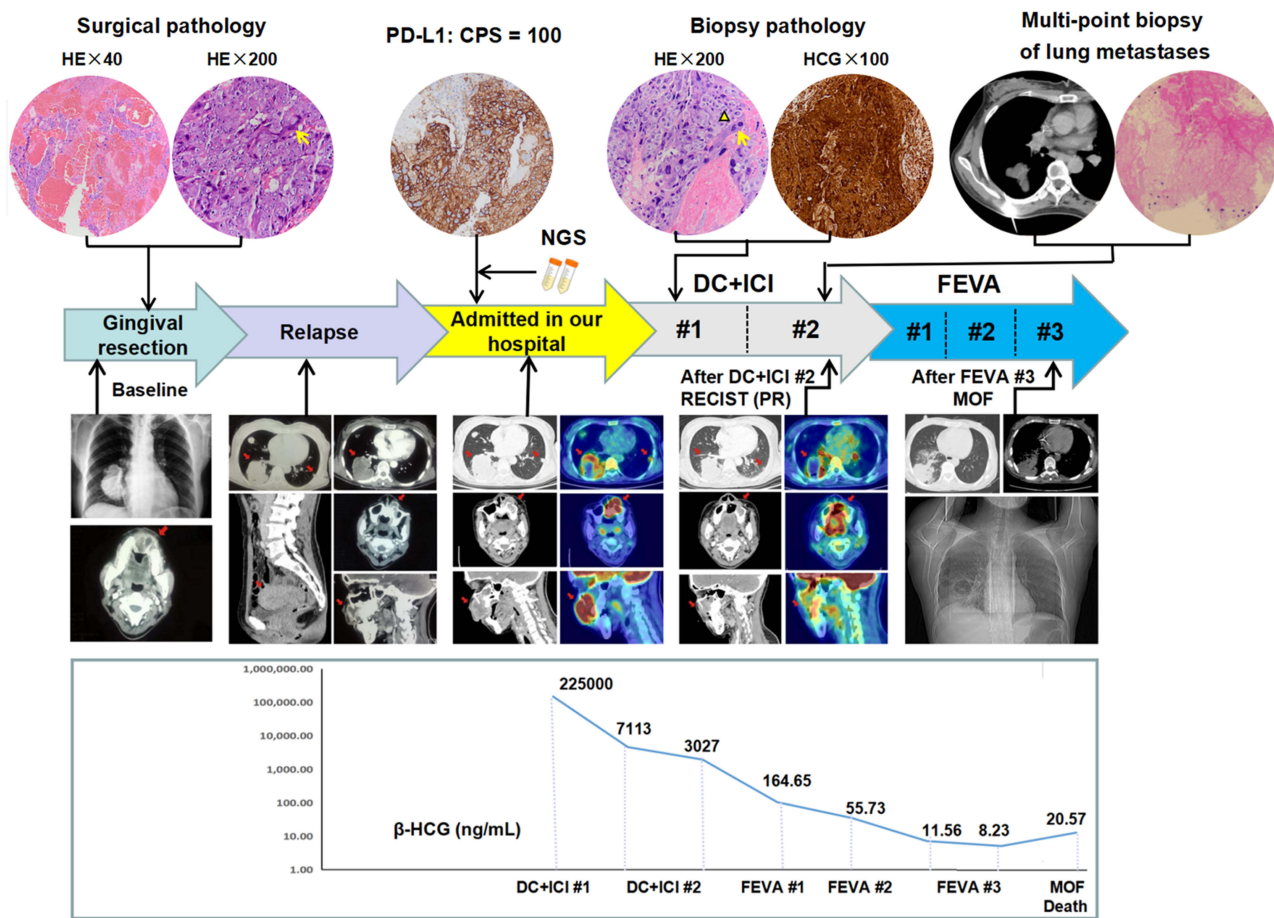 Surgical pathology
HE×40
HE×200
PD-L1: CPS = 100
Biopsy pathology
HE×200
HCG×100
Multi-point biopsy
of lung metastases
NGS
DC+ICI
FEVA
Gingival
resection
Relapse
Admitted in our
hospital
#1
#2
#1
#2
#3
Baseline
After DC+ICI #2
RECIST (PR)
After FEVA #3
MOF
1,000,000.00
100,000.00
10,000.00
1,000.00
100.00
10.00
1.00
225000
7113
3027
164.65
55.73
11.56
8.23
20.57
β-HCG (ng/mL)
DC+ICI #1
DC+ICI #2
FEVA #1
FEVA #2
FEVA #3
MOF
Death